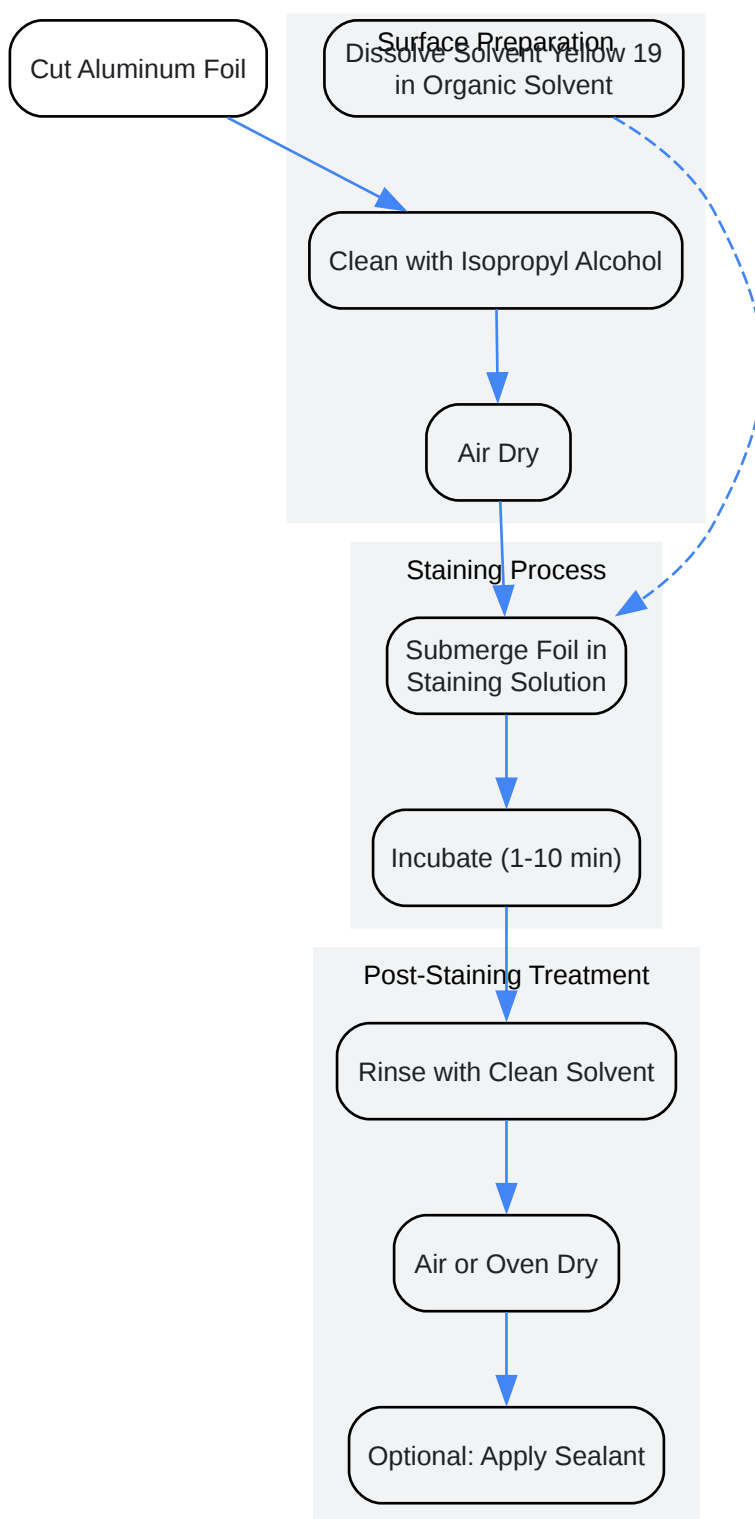 Cut Aluminum Foil
Surface Preparation
Dissolve Solvent Yellow 19
in Organic Solvent
Clean with Isopropyl Alcohol
Air Dry
Staining Process
Submerge Foil in
Staining Solution
Incubate (1-10 min)
Post-Staining Treatment
Rinse with Clean Solvent
Air or Oven Dry
Optional: Apply Sealant